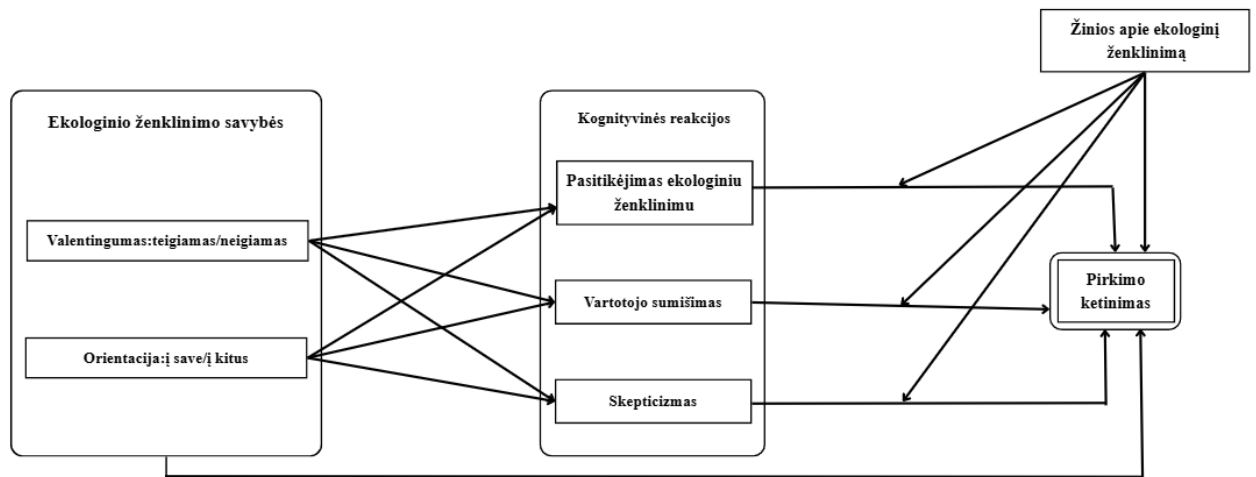 Žinios apie ekologinį
ženklinimą
Ekologinio ženklinimo savybės
Kognityvinės reakcijos
Pasitikėjimas ekologiniu
ženklinimu
Valentingumas:teigiamas/neigiamas
Vartotojo sumišimas
Pirkimo
ketinimas
Orientacija:į save/į kitus
Skepticizmas